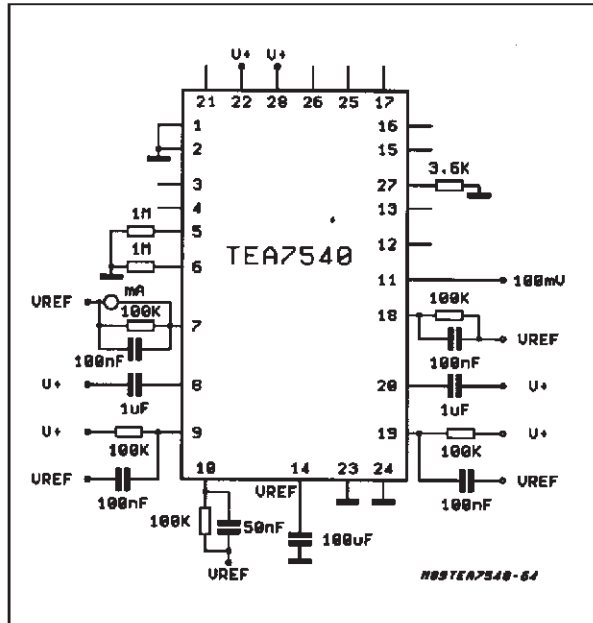 V+ V+
21 22 28 26 25 17
1 16
2 15
3 27 3.6K
4 13
1M 5 12
1M 6 TEA7540 11 100mV
VREF mA 100K 7 18 100K
100nF 100nF VREF
V+ 1uF 8 20 1uF V+
V+ 100K 9 19 100K V+
VREF 100nF 100nF VREF
10 14 23 24
VREF
100K 50nF 100uF
VREF
M89TEA7540-64